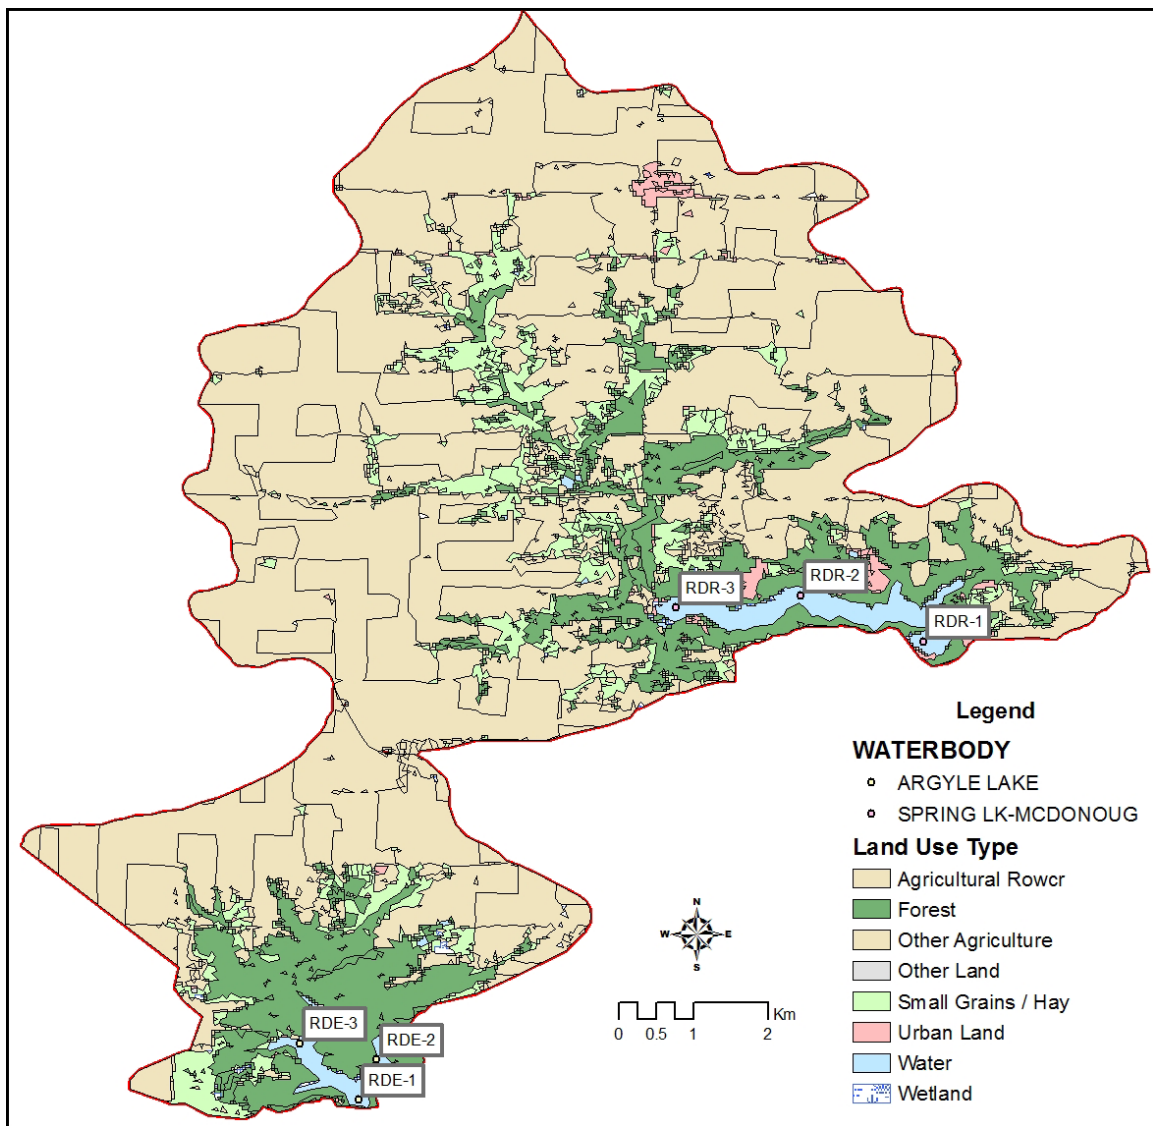 RDR-3
RDR-2
RDR-1
Legend
WATERBODY
ARGYLE LAKE
SPRING LK-MCDONOUG
Land Use Type
Agricultural Rowcr
Forest
Other Agriculture
Other Land
Small Grains / Hay
Urban Land
Water
Wetland
N
W E
S
Km
0 0.5 1 2
RDE-3
RDE-2
RDE-1